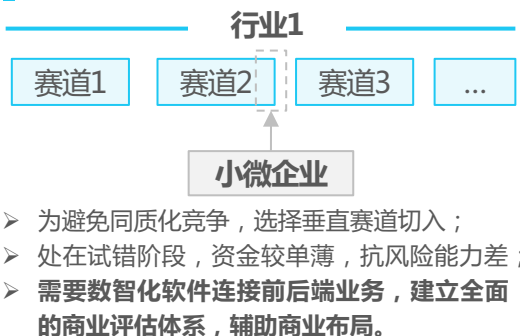 行业1
赛道1 赛道2 赛道3 …
小微企业
➢ 为避免同质化竞争，选择垂直赛道切入；
➢ 处在试错阶段，资金较单薄，抗风险能力差；
➢ 需要数智化软件连接前后端业务，建立全面
的商业评估体系，辅助商业布局。